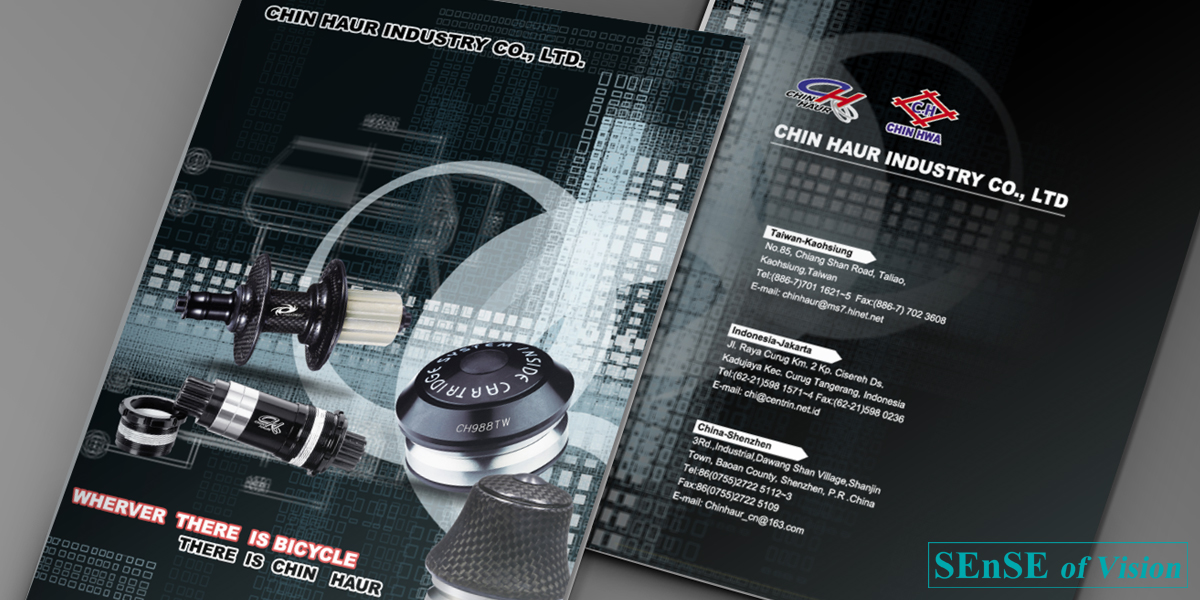 CHIN HAUR INDUSTRY CO., LTD.
INSIDE CARTRIDGE SYSTEM
CH988TW
WHERVER THERE IS BICYCLE
THERE IS CHIN HAUR
CHIN HAUR
CHIN HWA
CHIN HAUR INDUSTRY CO., LTD
Taiwan-Kaohsiung
No.85, Chiang Shan Road, Taliao,
Kaohsiung,Taiwan
Tel:(886-7)701 1621~5 Fax:(886-7) 702 3608
E-mail: chinhaur@ms7.hinet.net
Indonesia-Jakarta
Jl. Raya Curug Km. 2 Kp. Cisereh Ds.
Kadujaya Kec. Curug Tangerang, Indonesia
Tel:(62-21)598 1571~4 Fax:(62-21)598 0236
E-mail: chi@centrin.net.id
China-Shenzhen
3Rd.,Industrial,Dawang Shan Village,Shanjin
Town, Baoan County, Shenzhen, P.R .China
Tel:86(0755)2722 5112~3
Fax:86(0755)2722 5109
E-mail: Chinhaur_cn@163.com
SEnSE of Vision